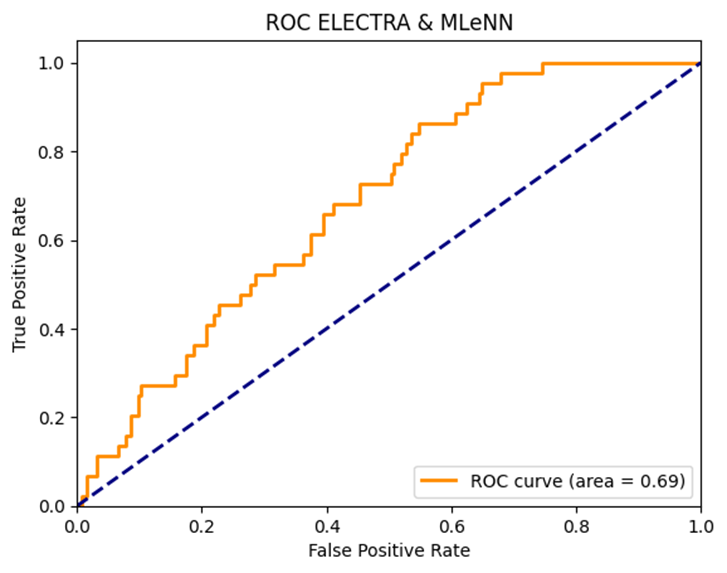 ROC ELECTRA & MLeNN
True Positive Rate
1.0
0.8
0.6
0.4
0.2
0.0
ROC curve (area = 0.69)
0.0 0.2 0.4 0.6 0.8 1.0
False Positive Rate